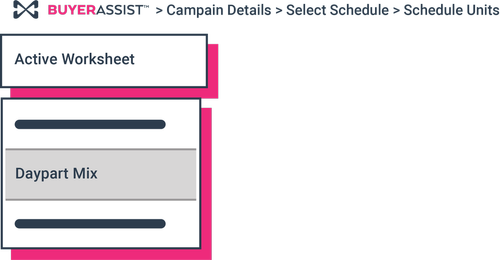 BUYERASSIST™ > Campain Details > Select Schedule > Schedule Units
Active Worksheet
Daypart Mix